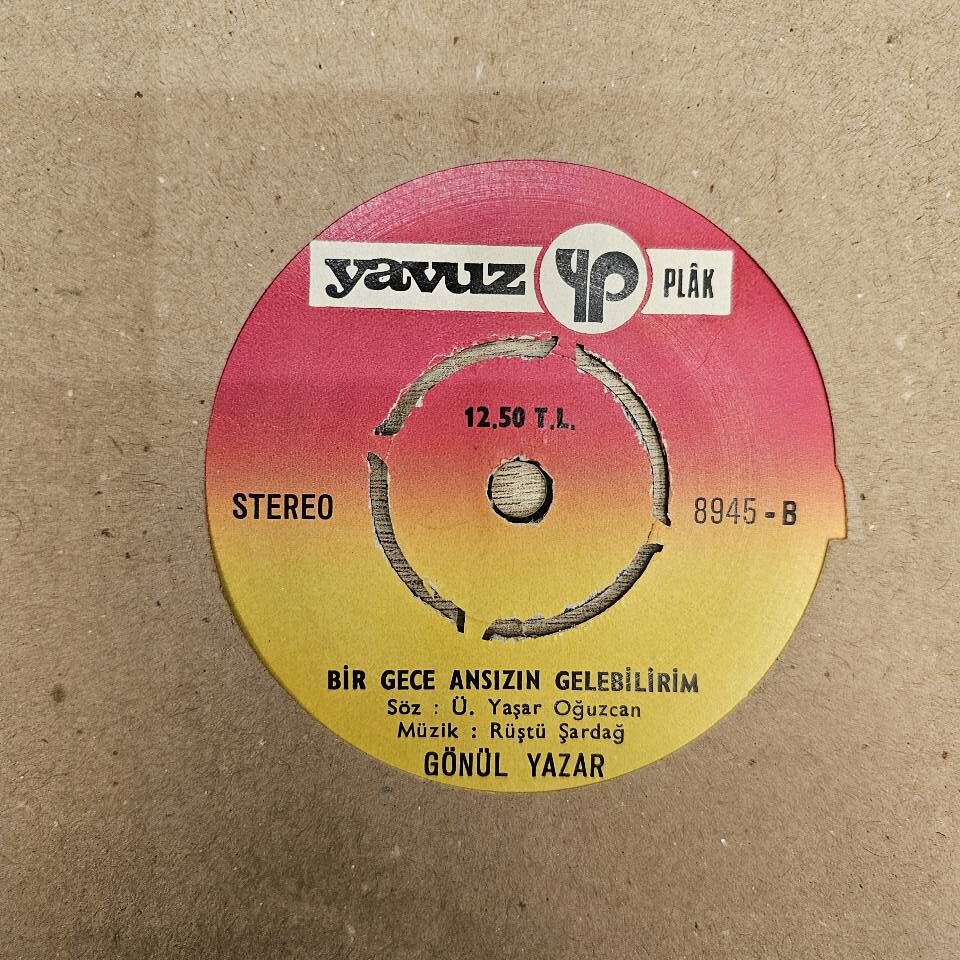 yavuz yp PLÂK
12.50 T.L.
STEREO 8945-B
BİR GECE ANSIZIN GELEBİLİRİM
Söz : Ü. Yaşar Oğuzcan
Müzik : Rüştü Şardağ
GÖNÜL YAZAR